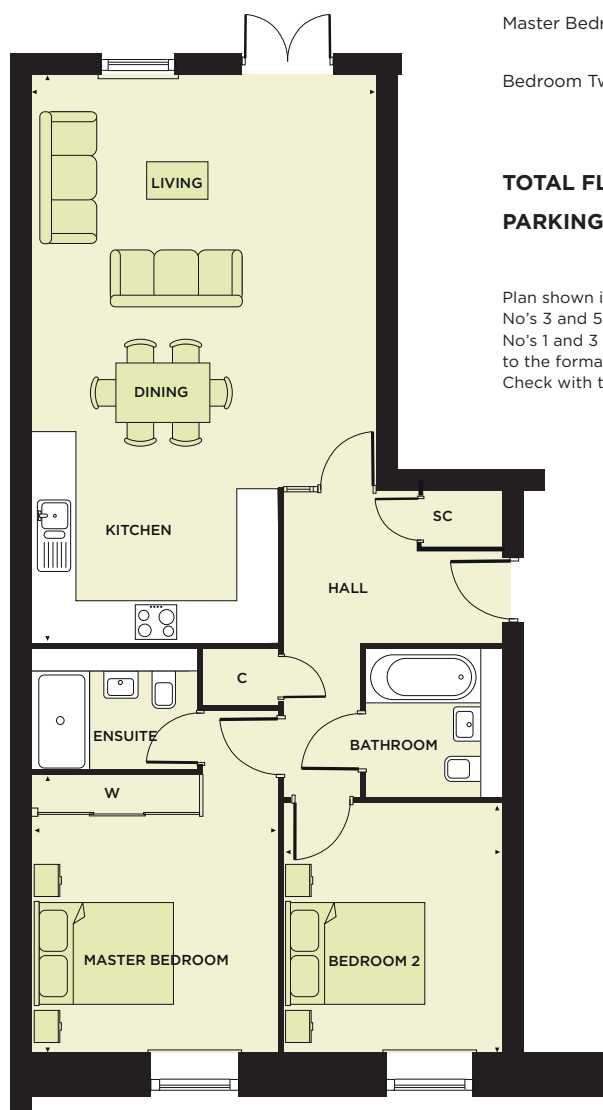 Master Bedr
Bedroom Tw
TOTAL FL
PARKING
Plan shown i
No’s 3 and 5
No’s 1 and 3
to the forma
Check with t
LIVING
DINING
KITCHEN
SC
HALL
C
ENSUITE
BATHROOM
W
MASTER BEDROOM
BEDROOM 2